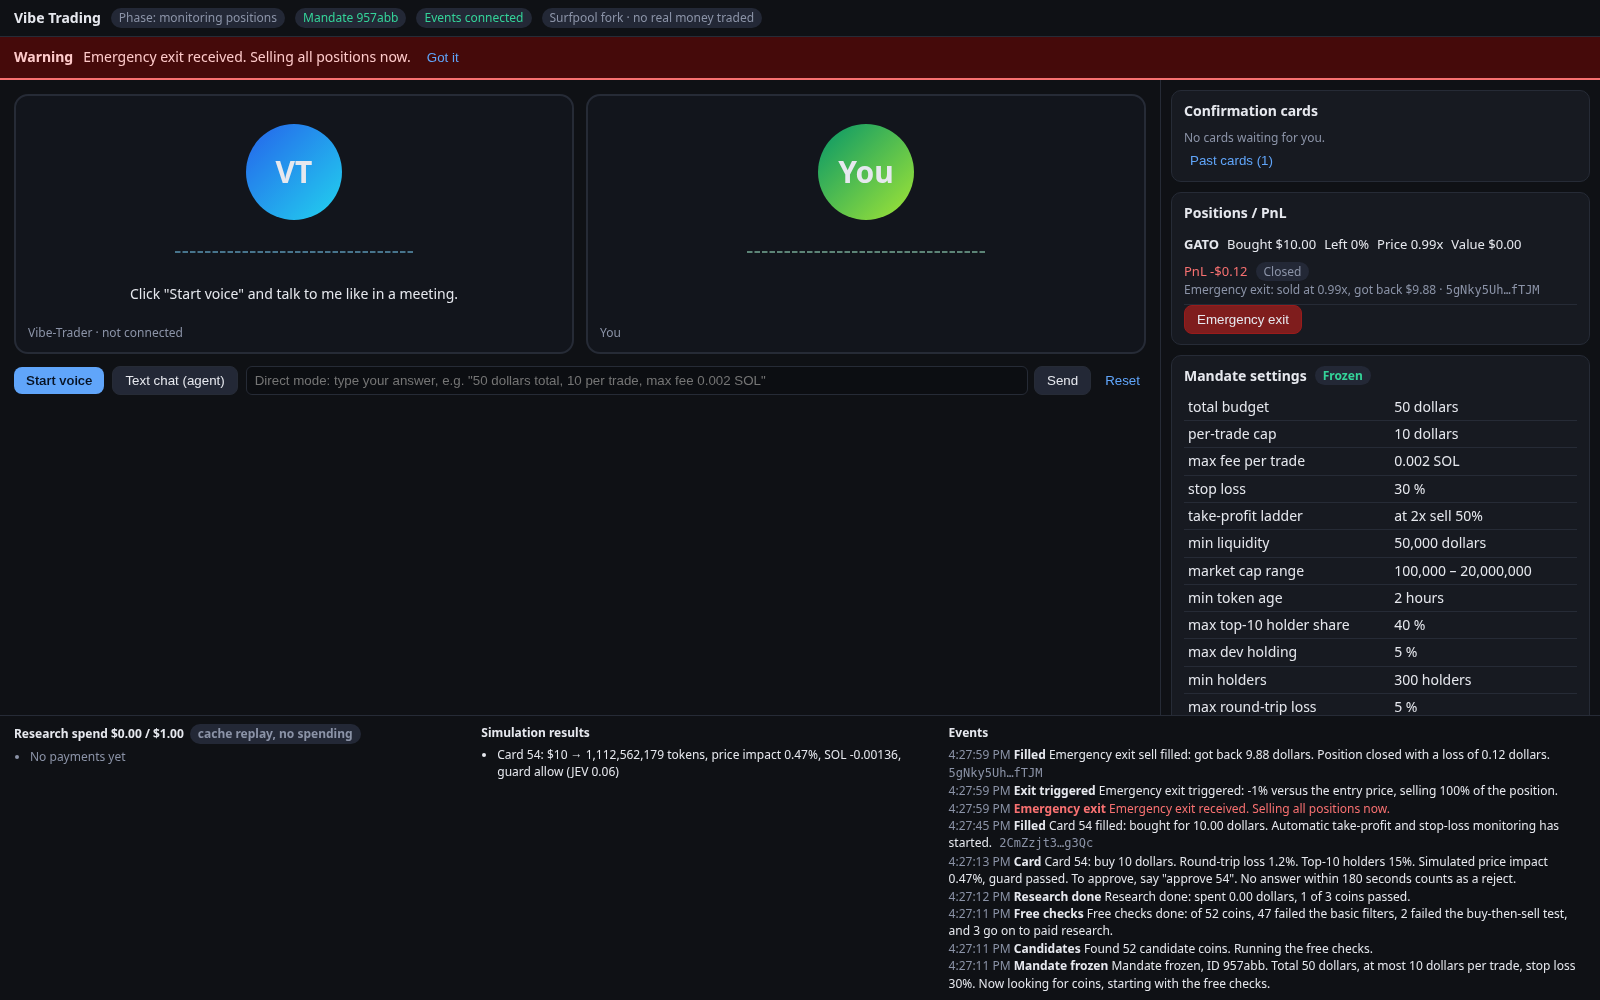 Vibe Trading Phase: monitoring positions Mandate 957abb Events connected Surfpool fork · no real money traded
Warning Emergency exit received. Selling all positions now. Got it
VT
Click "Start voice" and talk to me like in a meeting.
Vibe-Trader · not connected
You
You
Start voice Text chat (agent) Direct mode: type your answer, e.g. "50 dollars total, 10 per trade, max fee 0.002 SOL" Send Reset
Confirmation cards
No cards waiting for you.
Past cards (1)
Positions / PnL
GATO Bought $10.00 Left 0% Price 0.99x Value $0.00
PnL -$0.12 Closed
Emergency exit: sold at 0.99x, got back $9.88 · 5gNky5Uh…fTJM
Emergency exit
Mandate settings Frozen
total budget 50 dollars
per-trade cap 10 dollars
max fee per trade 0.002 SOL
stop loss 30 %
take-profit ladder at 2x sell 50%
min liquidity 50,000 dollars
market cap range 100,000 – 20,000,000
min token age 2 hours
max top-10 holder share 40 %
max dev holding 5 %
min holders 300 holders
max round-trip loss 5 %
Research spend $0.00 / $1.00 cache replay, no spending
• No payments yet
Simulation results
• Card 54: $10 → 1,112,562,179 tokens, price impact 0.47%, SOL -0.00136,
guard allow (JEV 0.06)
Events
4:27:59 PM Filled Emergency exit sell filled: got back 9.88 dollars. Position closed with a loss of 0.12 dollars.
5gNky5Uh…fTJM
4:27:59 PM Exit triggered Emergency exit triggered: -1% versus the entry price, selling 100% of the position.
4:27:59 PM Emergency exit Emergency exit received. Selling all positions now.
4:27:45 PM Filled Card 54 filled: bought for 10.00 dollars. Automatic take-profit and stop-loss monitoring has
started. 2CmZzjt3…g3Qc
4:27:13 PM Card Card 54: buy 10 dollars. Round-trip loss 1.2%. Top-10 holders 15%. Simulated price impact
0.47%, guard passed. To approve, say "approve 54". No answer within 180 seconds counts as a reject.
4:27:12 PM Research done Research done: spent 0.00 dollars, 1 of 3 coins passed.
4:27:11 PM Free checks Free checks done: of 52 coins, 47 failed the basic filters, 2 failed the buy-then-sell test,
and 3 go on to paid research.
4:27:11 PM Candidates Found 52 candidate coins. Running the free checks.
4:27:11 PM Mandate frozen Mandate frozen, ID 957abb. Total 50 dollars, at most 10 dollars per trade, stop loss
30%. Now looking for coins, starting with the free checks.